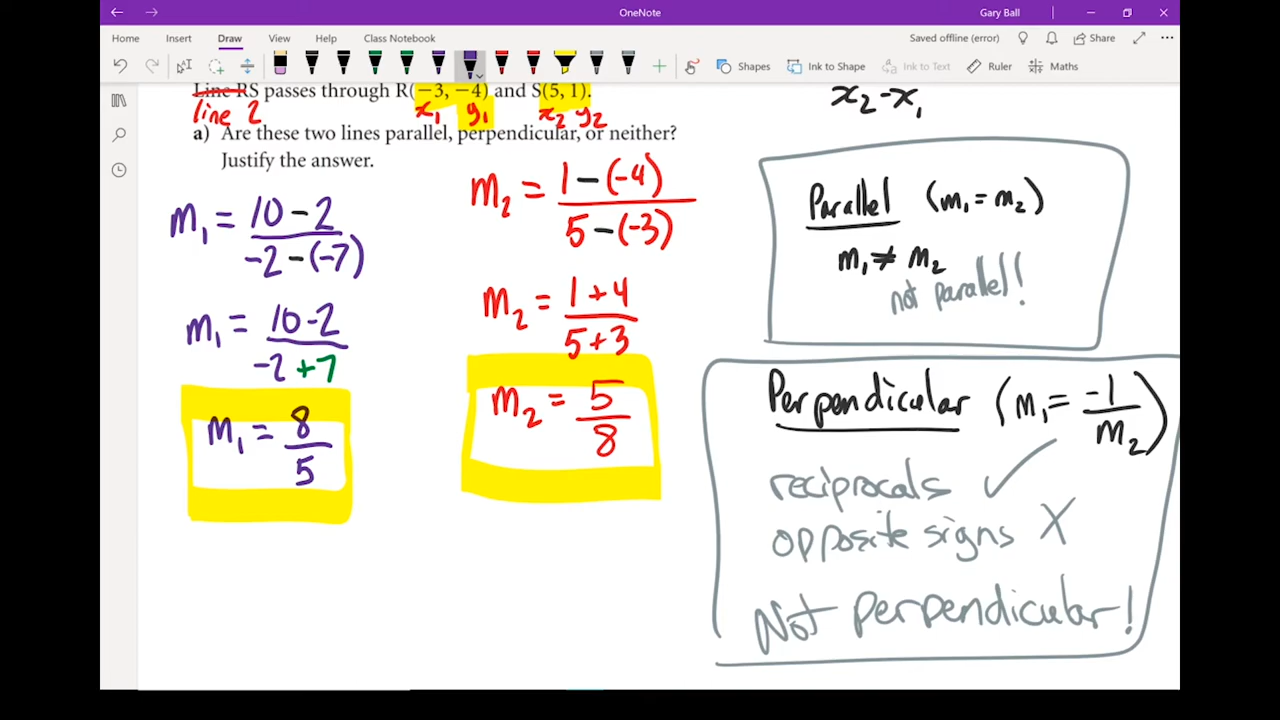 OneNote
Gary Ball
Home Insert Draw View Help Class Notebook
Saved offline (error)
Share
Shapes
Ink to Shape
Ink to Text
Ruler
Maths
Line RS passes through R(−3, −4) and S(5, 1).
line 2 x₁ y₁ x₂ y₂
a) Are these two lines parallel, perpendicular, or neither?
Justify the answer.
m₁ = 10 - 2
-2 - (-7)
m₁ = 10 - 2
-2 + 7
m₁ = 8
5
m₂ = 1 - (-4)
5 - (-3)
m₂ = 1 + 4
5 + 3
m₂ = 5
8
x₂ - x₁
Parallel (m₁ = m₂)
m₁ ≠ m₂
not parallel!
Perpendicular (m₁ = -1
m₂)
reciprocals ✓
opposite signs X
Not perpendicular!